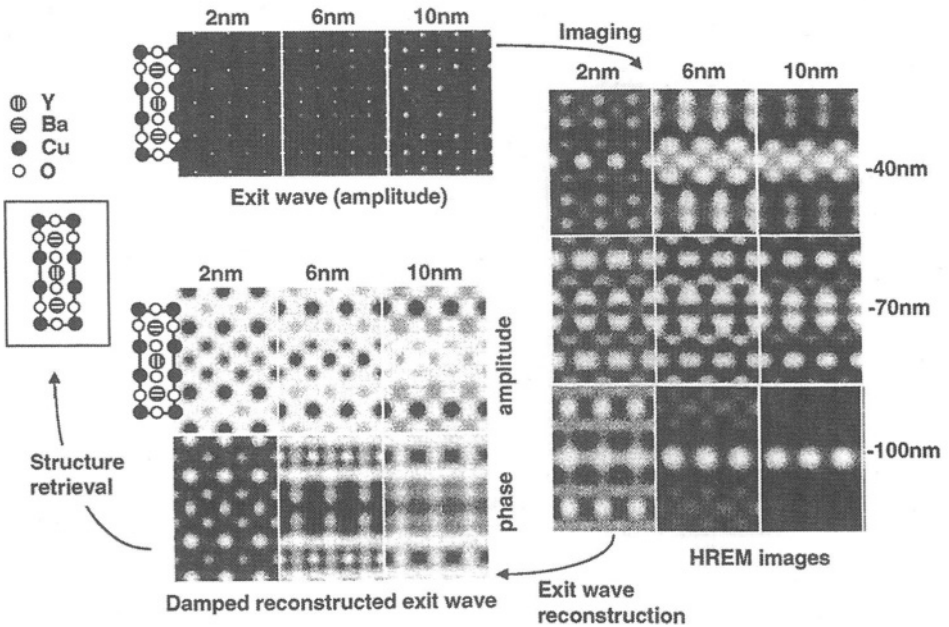 2nm 6nm 10nm
Imaging
2nm 6nm 10nm
Y
Ba
Cu
O
Exit wave (amplitude)
-40nm
2nm 6nm 10nm
amplitude
-70nm
Structure
retrieval
phase
-100nm
HREM images
Damped reconstructed exit wave
Exit wave
reconstruction